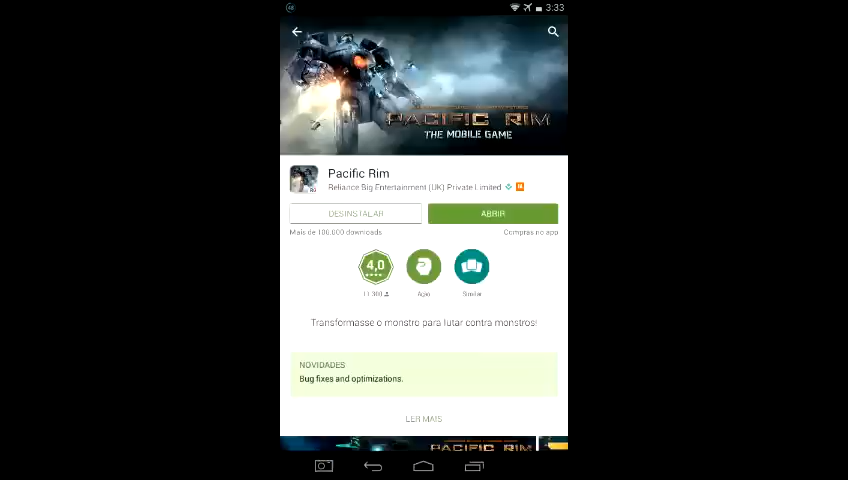 3:33
PACIFIC RIM
THE MOBILE GAME
Pacific Rim
Reliance Big Entertainment (UK) Private Limited
DESINSTALAR
ABRIR
Mais de 100.000 downloads
Compras no app
4,0
Ação
Similar
Transformasse o monstro para lutar contra monstros!
NOVIDADES
Bug fixes and optimizations.
LER MAIS
PACIFIC RIM